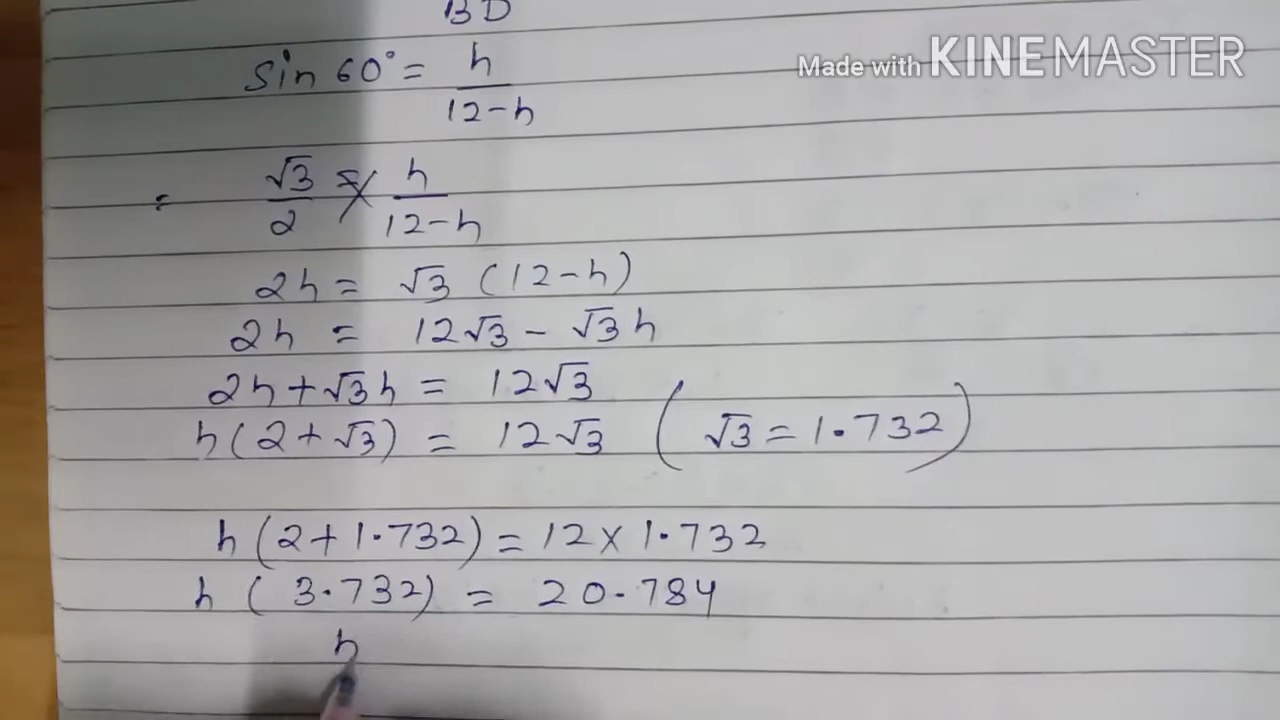 BD
Made with KINEMASTER
sin 60° = h/12-h
= √3/2 = h/12-h
2h = √3 (12-h)
2h = 12√3 - √3h
2h + √3h = 12√3
h (2 + √3) = 12√3 (√3 = 1.732)
h (2+1.732) = 12 × 1.732
h (3.732) = 20.784
h